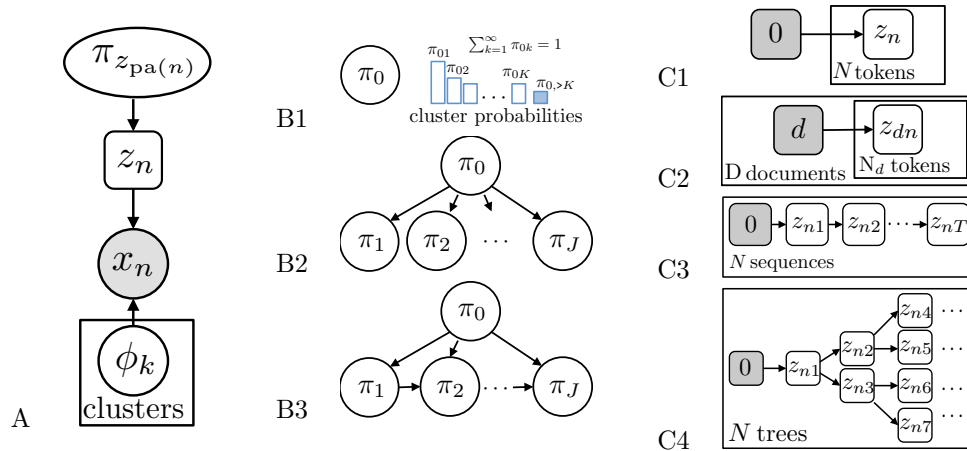 π_{z_{pa(n)}}
z_n
x_n
ϕ_k
clusters
A
π_0
∑_{k=1}^{∞} π_{0k} = 1
π_{01}
π_{02}
...
π_{0K}
π_{0,>K}
cluster probabilities
B1
π_0
π_1
π_2
...
π_J
B2
π_0
π_1
π_2
...
π_J
B3
0
z_n
N tokens
C1
d
z_{dn}
N_d tokens
D documents
C2
0
z_{n1}
z_{n2}
...
z_{nT}
N sequences
C3
0
z_{n1}
z_{n2}
z_{n3}
z_{n4}
...
z_{n5}
...
z_{n6}
...
z_{n7}
...
N trees
C4